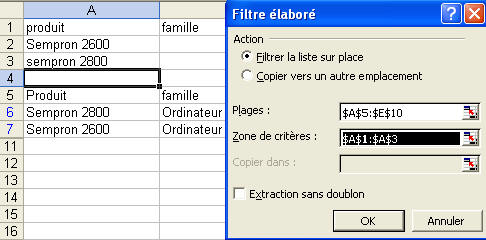 A
1 produit famille
2 Sempron 2600
3 sempron 2800
4
5 Produit famille
6 Sempron 2800 Ordinateur
7 Sempron 2600 Ordinateur
11
12
13
14
15
16
Filtre élaboré
Action
Filtrer la liste sur place
Copier vers un autre emplacement
Plages : $A$5:$E$10
Zone de critères : $A$1:$A$3
Copier dans :
Extraction sans doublon
OK Annuler